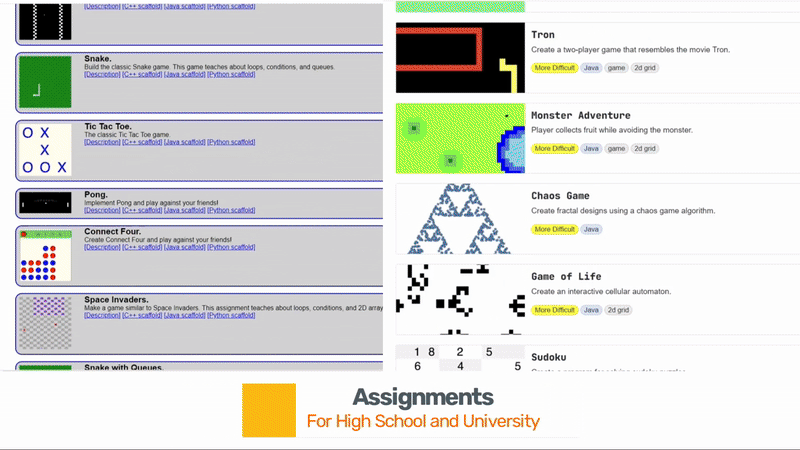 [Description] [C++ scaffold] [Java scaffold] [Python scaffold]
Snake.
Build the classic Snake game. This game teaches about loops, conditions, and queues.
[Description] [C++ scaffold] [Java scaffold] [Python scaffold]
O X
X
O O X
Tic Tac Toe.
The classic Tic Tac Toe game.
[Description] [C++ scaffold] [Java scaffold] [Python scaffold]
Pong.
Implement Pong and play against your friends!
[Description] [C++ scaffold] [Java scaffold] [Python scaffold]
Connect Four.
Create Connect Four and play against your friends!
[Description] [C++ scaffold] [Java scaffold] [Python scaffold]
Space Invaders.
Make a game similar to Space Invaders. This assignment teaches about loops, conditions, and 2D array
[Description] [C++ scaffold] [Java scaffold] [Python scaffold]
Snake with Queues.
Tron
Create a two-player game that resembles the movie Tron.
More Difficult Java game 2d grid
Monster Adventure
Player collects fruit while avoiding the monster.
More Difficult Java game 2d grid
Chaos Game
Create fractal designs using a chaos game algorithm.
More Difficult Java
Game of Life
Create an interactive cellular automaton.
More Difficult Java 2d grid
1 8 2 5
6 4 5
Sudoku
Assignments
For High School and University